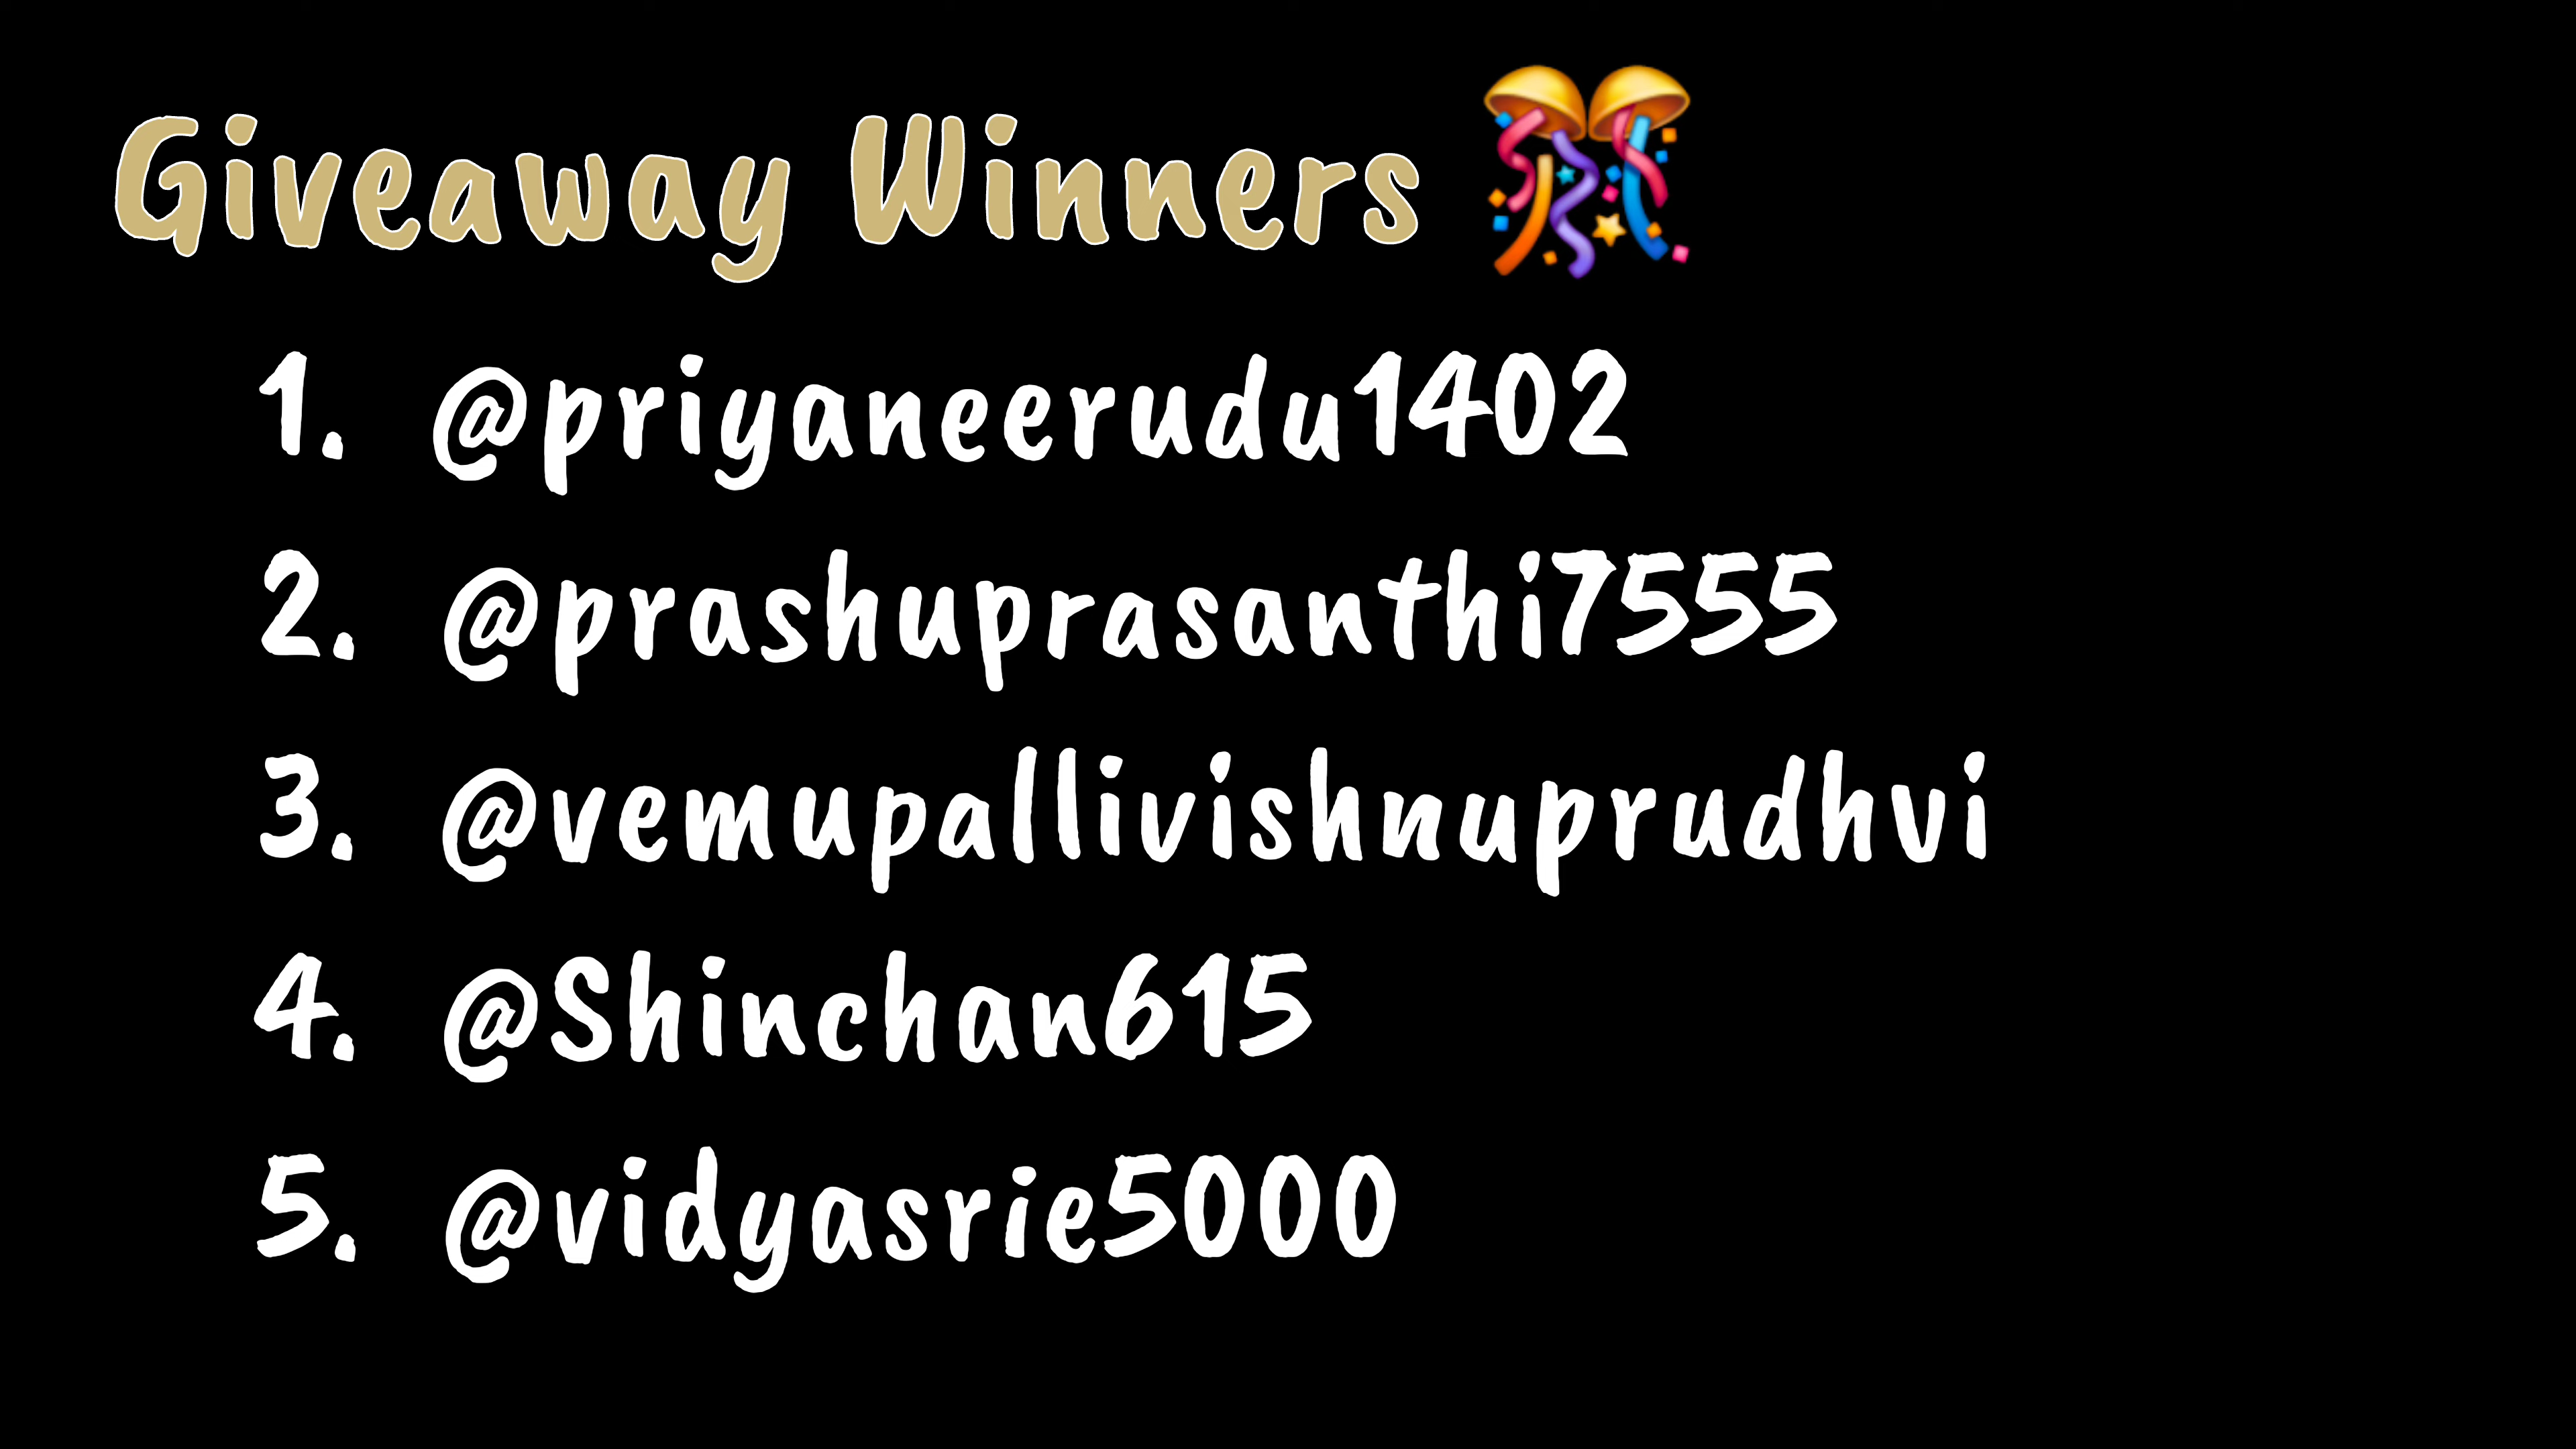 Giveaway Winners 🎊
1. @priyaneerudu1402
2. @prashuprasanthi7555
3. @vemupallivishnuprudhvi
4. @Shinchan615
5. @vidyasrie5000